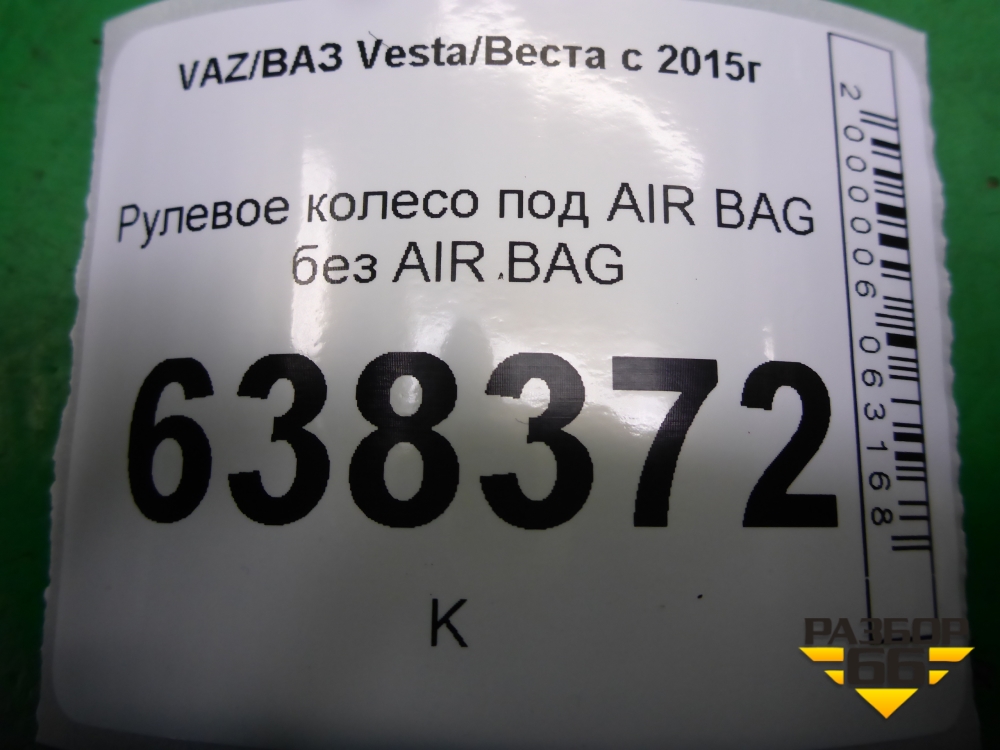 VAZ/ВАЗ Vesta/Веста с 2015г
Рулевое колесо под AIR BAG
без AIR BAG
638372
К
2000006063168
РАЗБОР
66